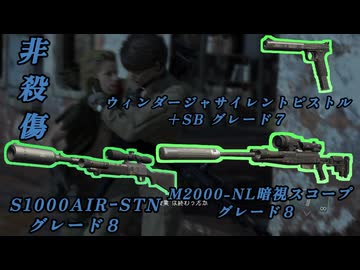 非殺傷
ウィンダージャサイレントピストル
+SB グレード7
S1000AIR-STN
グレード8
M2000-NL暗視スコープ
グレード8